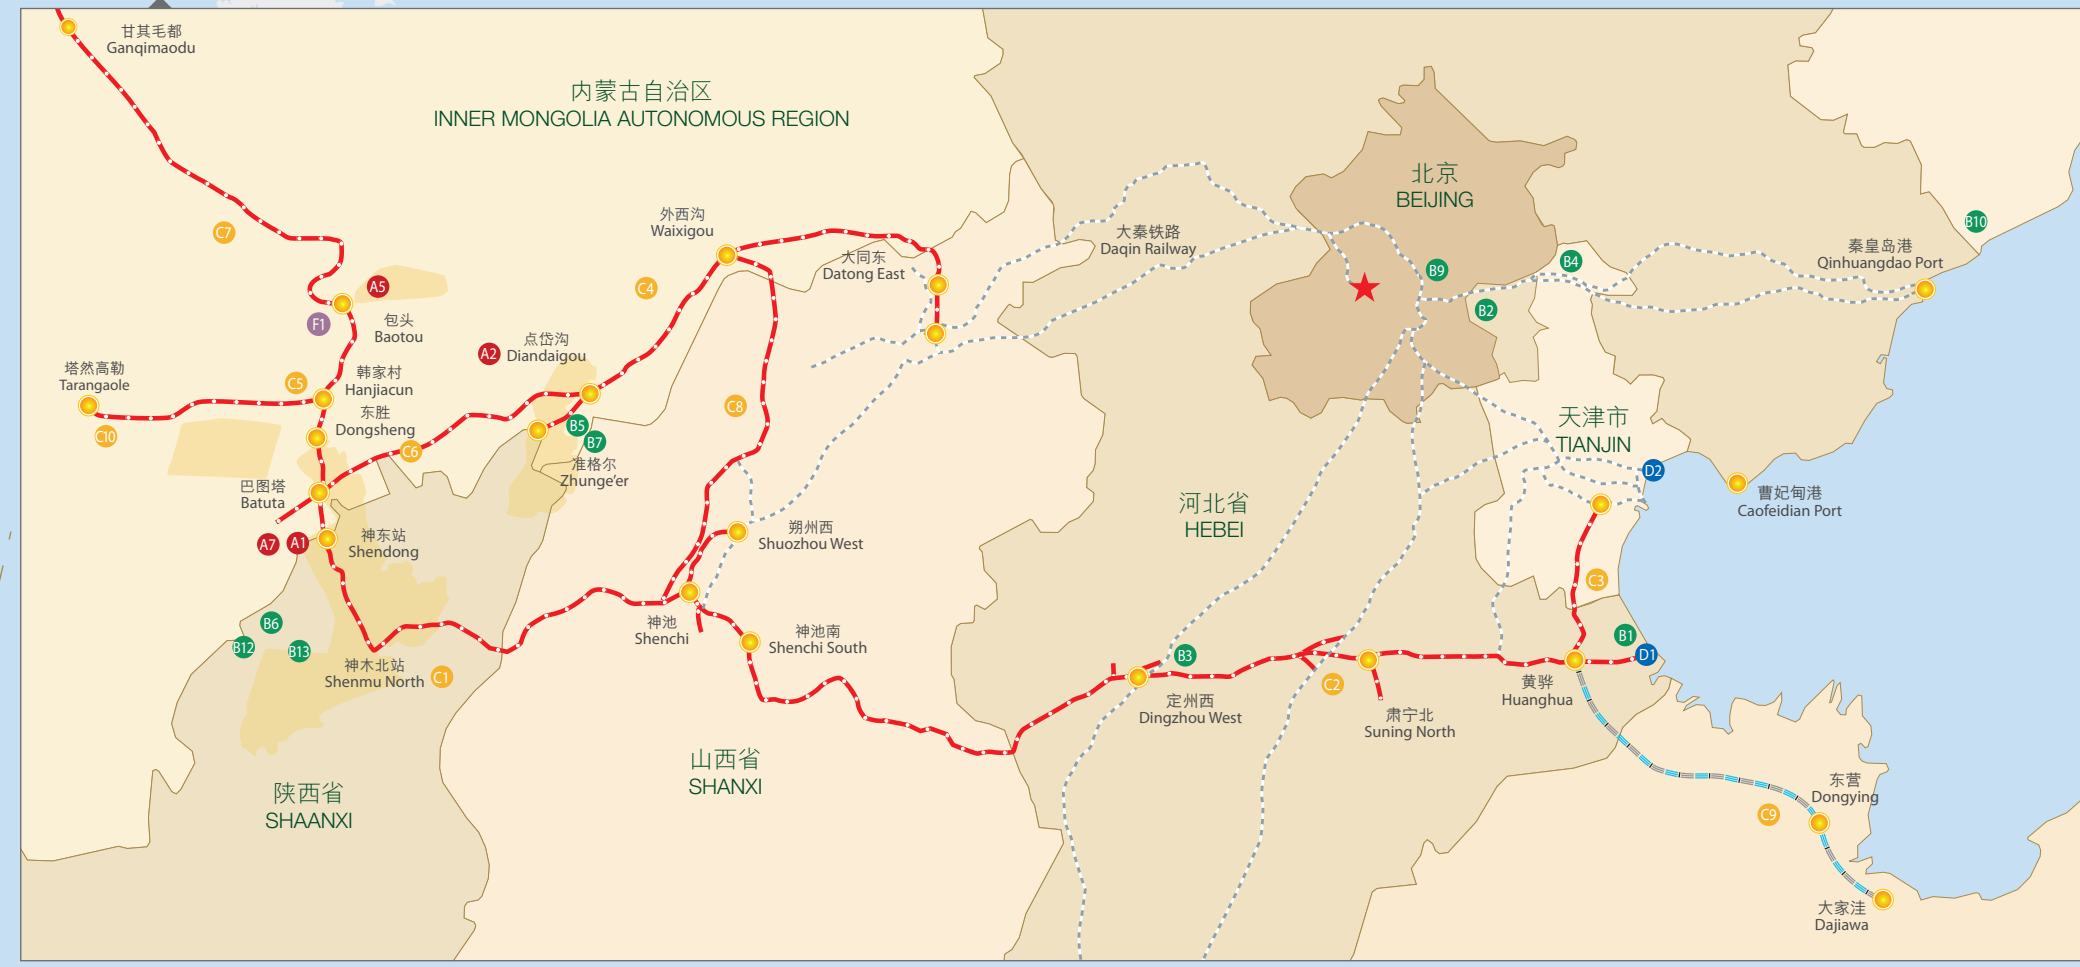 甘其毛都
Ganqimaodu
内蒙古自治区
INNER MONGOLIA AUTONOMOUS REGION
北京
BEIJING
外西沟
Waixigou
大同东
Datong East
大秦铁路
Daqin Railway
秦皇岛港
Qinhuangdao Port
B10
C7
A5
C4
B9
B4
B2
F1
包头
Baotou
点岱沟
Diandaigou
A2
塔然高勒
Tarangaole
C5
韩家村
Hanjiacun
C10
东胜
Dongsheng
C6
B5
B7
C8
准格尔
Zhunge'er
天津市
TIANJIN
D2
巴图塔
Batuta
河北省
HEBEI
曹妃甸港
Caofeidian Port
A7
A1
神东站
Shendong
朔州西
Shuozhou West
C3
B6
B12
B13
神木北站
Shenmu North
C1
神池
Shenchi
神池南
Shenchi South
B3
定州西
Dingzhou West
C2
肃宁北
Suning North
B1
D1
黄骅
Huanghua
陕西省
SHAANXI
山西省
SHANXI
东营
Dongying
C9
大家洼
Dajiawa